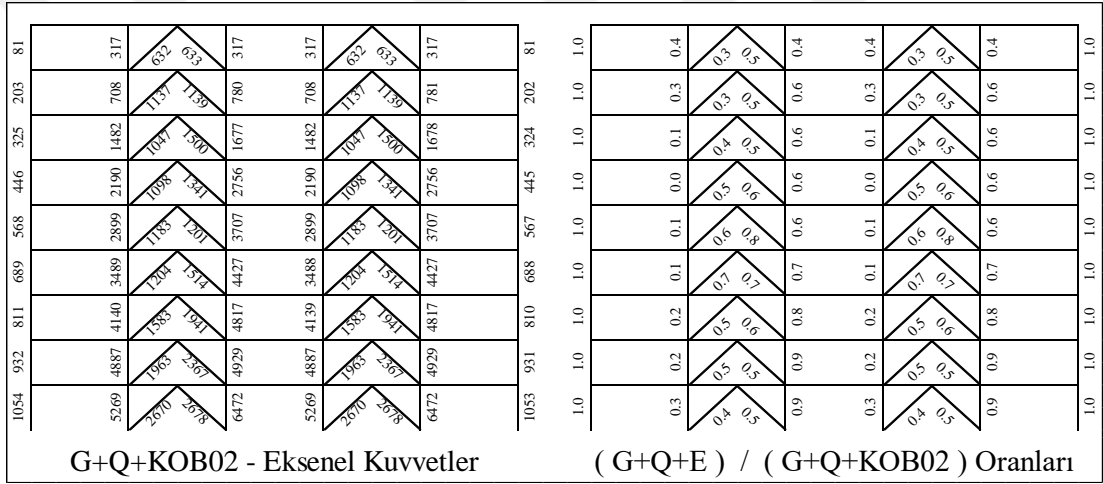 81 317 632 633 317 317 632 633 317 81 1.0 0.4 0.3 0.5 0.4 0.4 0.3 0.5 0.4 1.0
203 708 1137 1139 780 708 1137 1139 781 202 1.0 0.3 0.3 0.5 0.6 0.3 0.3 0.5 0.6 1.0
325 1482 1047 1500 1677 1482 1047 1500 1678 324 1.0 0.1 0.4 0.5 0.6 0.1 0.4 0.5 0.6 1.0
446 2190 1098 1341 2756 2190 1098 1341 2756 445 1.0 0.0 0.5 0.6 0.6 0.0 0.5 0.6 0.6 1.0
568 2899 1183 1201 3707 2899 1183 1201 3707 567 1.0 0.1 0.6 0.8 0.6 0.1 0.6 0.8 0.6 1.0
689 3489 1204 1514 4427 3488 1204 1514 4427 688 1.0 0.1 0.7 0.7 0.7 0.1 0.7 0.7 0.7 1.0
811 4140 1583 1941 4817 4139 1583 1941 4817 810 1.0 0.2 0.5 0.6 0.8 0.2 0.5 0.6 0.8 1.0
932 4887 1963 2367 4929 4887 1963 2367 4929 931 1.0 0.2 0.5 0.5 0.9 0.2 0.5 0.5 0.9 1.0
1054 5269 2670 2678 6472 5269 2670 2678 6472 1053 1.0 0.3 0.4 0.5 0.9 0.3 0.4 0.5 0.9 1.0
G+Q+KOB02 - Eksenel Kuvvetler
( G+Q+E ) / ( G+Q+KOB02 ) Oranları